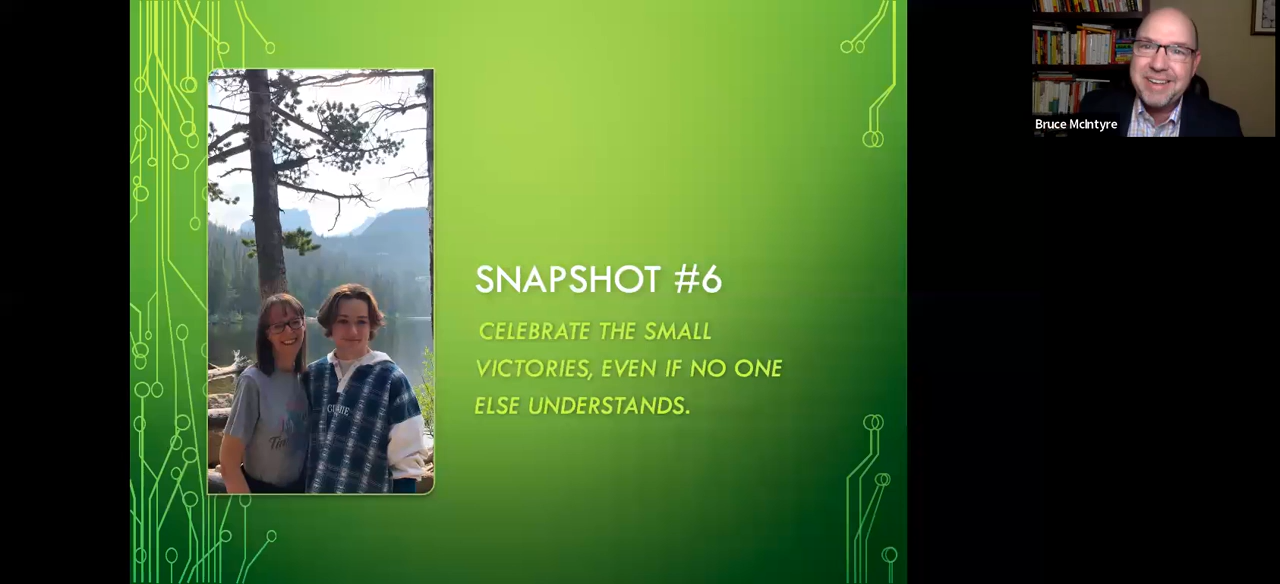 SNAPSHOT #6
CELEBRATE THE SMALL
VICTORIES, EVEN IF NO ONE
ELSE UNDERSTANDS.
Bruce McIntyre